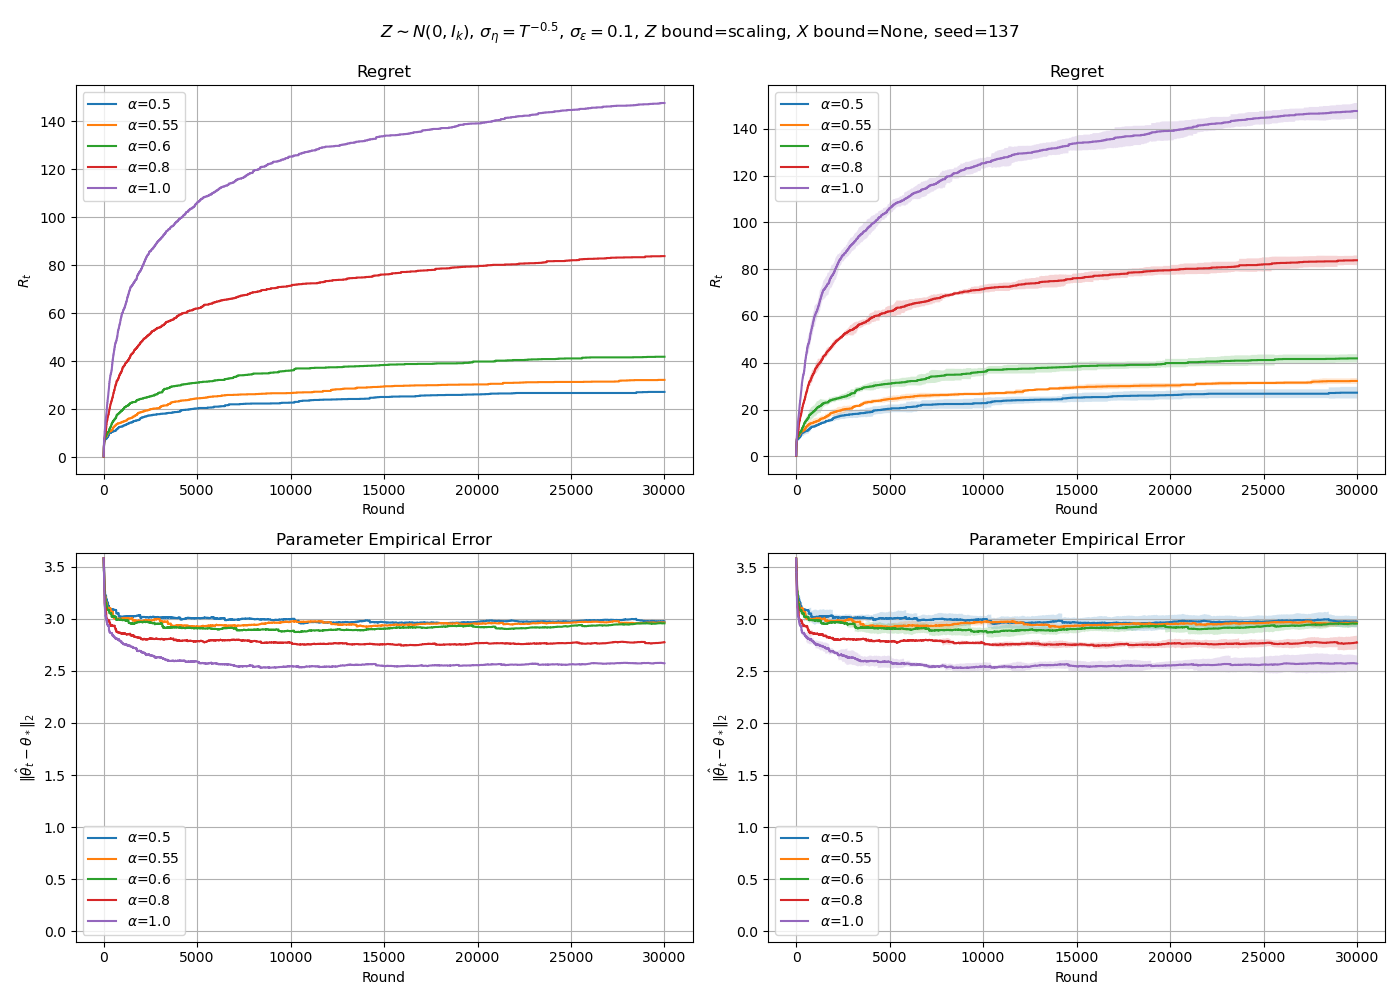 Z ∼ N(0, I_k), σ_η = T^{−0.5}, σ_ε = 0.1, Z bound=scaling, X bound=None, seed=137
Regret
R_t
140
120
100
80
60
40
20
0
α=0.5
α=0.55
α=0.6
α=0.8
α=1.0
0 5000 10000 15000 20000 25000 30000
Round
Regret
R_t
140
120
100
80
60
40
20
0
α=0.5
α=0.55
α=0.6
α=0.8
α=1.0
0 5000 10000 15000 20000 25000 30000
Round
Parameter Empirical Error
‖θ̂_t − θ_*‖_2
3.5
3.0
2.5
2.0
1.5
1.0
0.5
0.0
α=0.5
α=0.55
α=0.6
α=0.8
α=1.0
0 5000 10000 15000 20000 25000 30000
Round
Parameter Empirical Error
‖θ̂_t − θ_*‖_2
3.5
3.0
2.5
2.0
1.5
1.0
0.5
0.0
α=0.5
α=0.55
α=0.6
α=0.8
α=1.0
0 5000 10000 15000 20000 25000 30000
Round